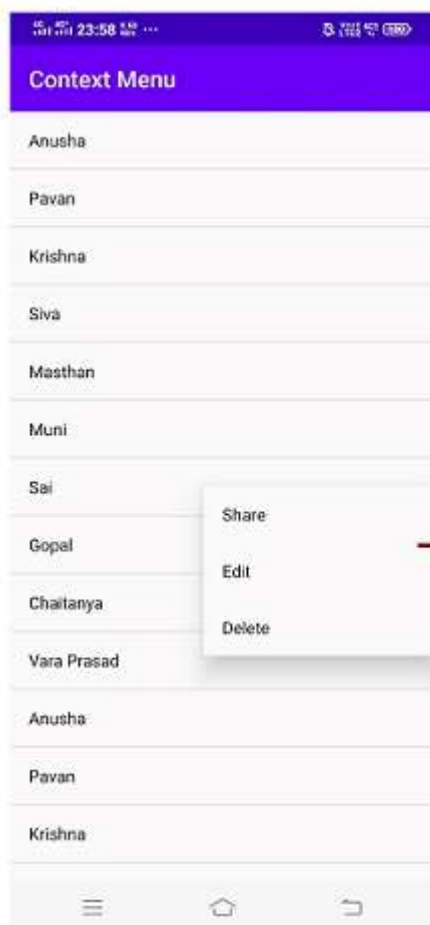 23:58
Context Menu
Anusha
Pavan
Krishna
Siva
Masthan
Muni
Sai
Share
Gopal
Edit
Chaitanya
Delete
Vara Prasad
Anusha
Pavan
Krishna